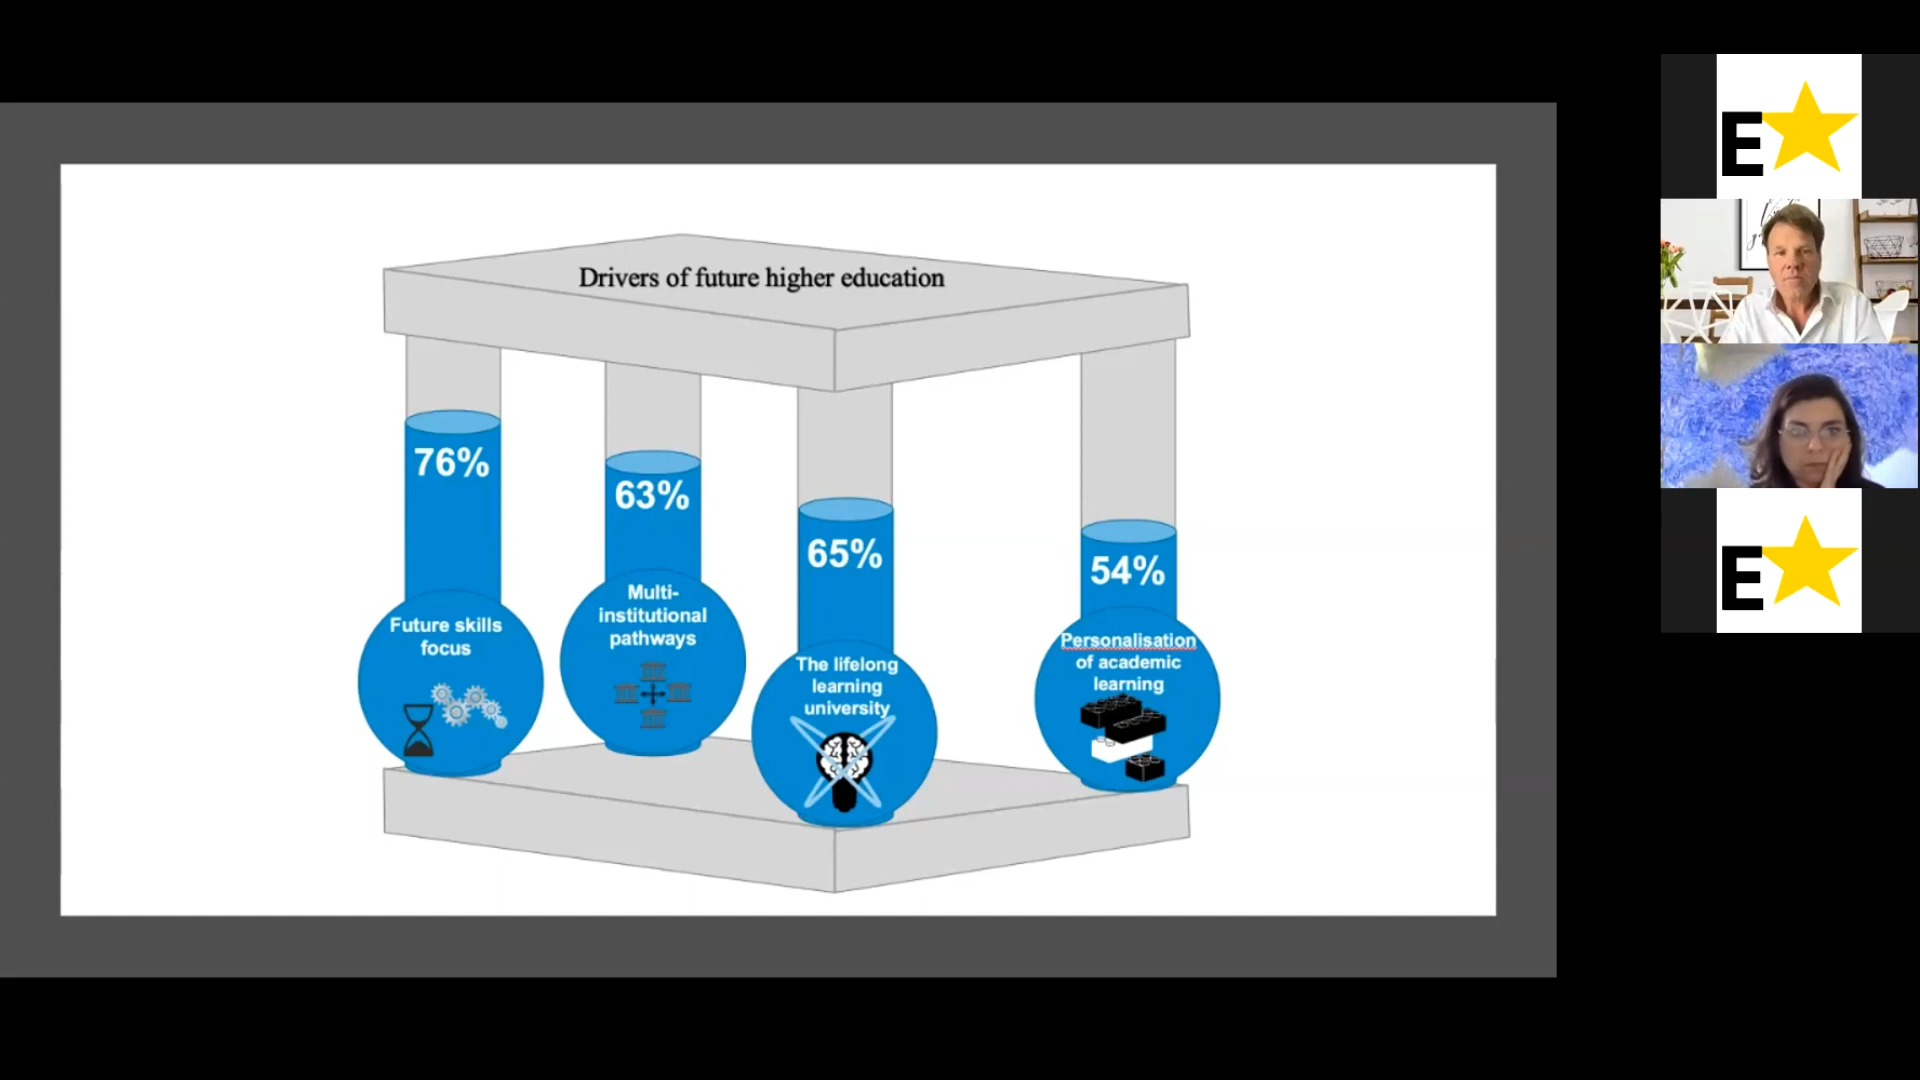 Drivers of future higher education
76%
Future skills
focus
63%
Multi-
institutional
pathways
65%
The lifelong
learning
university
54%
Personalisation
of academic
learning
E
E